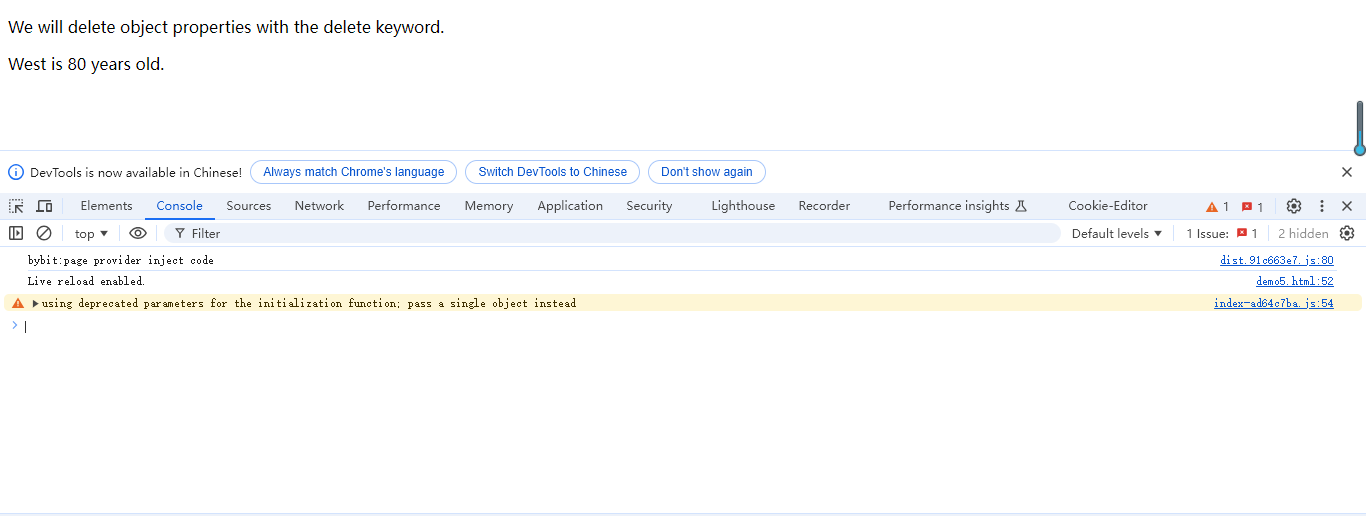 We will delete object properties with the delete keyword.
West is 80 years old.
DevTools is now available in Chinese! Always match Chrome's language Switch DevTools to Chinese Don't show again
Elements Console Sources Network Performance Memory Application Security Lighthouse Recorder Performance insights Cookie-Editor 1 1
top Filter Default levels 1 Issue: 1 2 hidden
bybit:page provider inject code dist.91c663e7.js:80
Live reload enabled. demo5.html:52
using deprecated parameters for the initialization function; pass a single object instead index-ad64c7ba.js:54